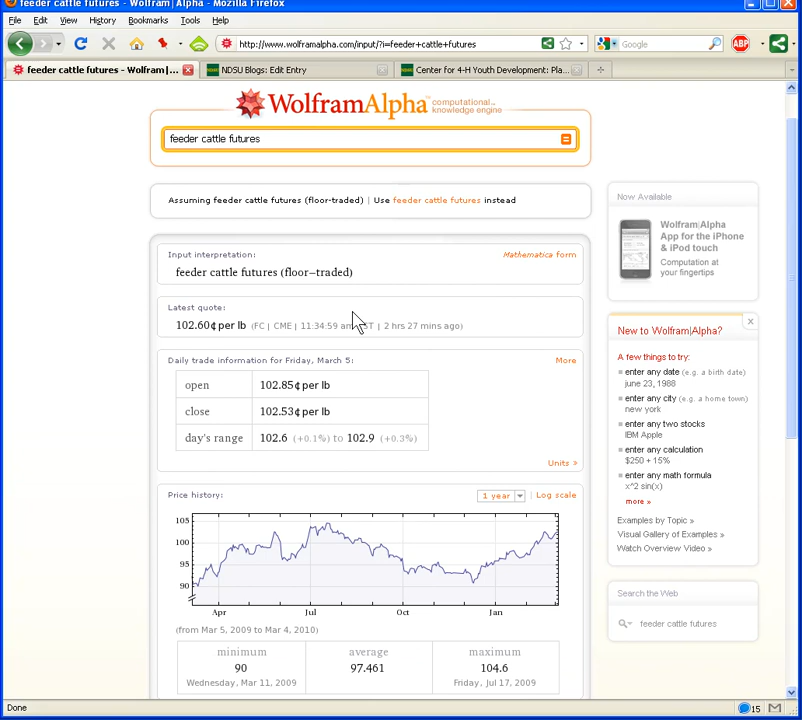 feeder cattle futures - Wolfram|Alpha - Mozilla Firefox
File Edit View History Bookmarks Tools Help
http://www.wolframalpha.com/input/?i=feeder+cattle+futures
Google
ABP
feeder cattle futures - Wolfram|...
NDSU Blogs: Edit Entry
Center for 4-H Youth Development: Pla...
WolframAlpha™ computational knowledge engine
feeder cattle futures
Assuming feeder cattle futures (floor-traded) | Use feeder cattle futures instead
Input interpretation:
Mathematica form
feeder cattle futures (floor–traded)
Latest quote:
102.60¢ per lb (FC | CME | 11:34:59 am | 2 hrs 27 mins ago)
Daily trade information for Friday, March 5:
More
open 102.85¢ per lb
close 102.53¢ per lb
day's range 102.6 (+0.1%) to 102.9 (+0.3%)
Units »
Price history:
1 year
Log scale
105
100
95
90
Apr Jul Oct Jan
(from Mar 5, 2009 to Mar 4, 2010)
minimum average maximum
90 97.461 104.6
Wednesday, Mar 11, 2009 Friday, Jul 17, 2009
Now Available
Wolfram|Alpha
App for the iPhone
& iPod touch
Computation at
your fingertips
New to Wolfram|Alpha?
A few things to try:
enter any date (e.g. a birth date)
june 23, 1988
enter any city (e.g. a home town)
new york
enter any two stocks
IBM Apple
enter any calculation
$250 + 15%
enter any math formula
x^2 sin(x)
more »
Examples by Topic »
Visual Gallery of Examples »
Watch Overview Video »
Search the Web
feeder cattle futures
Done
15